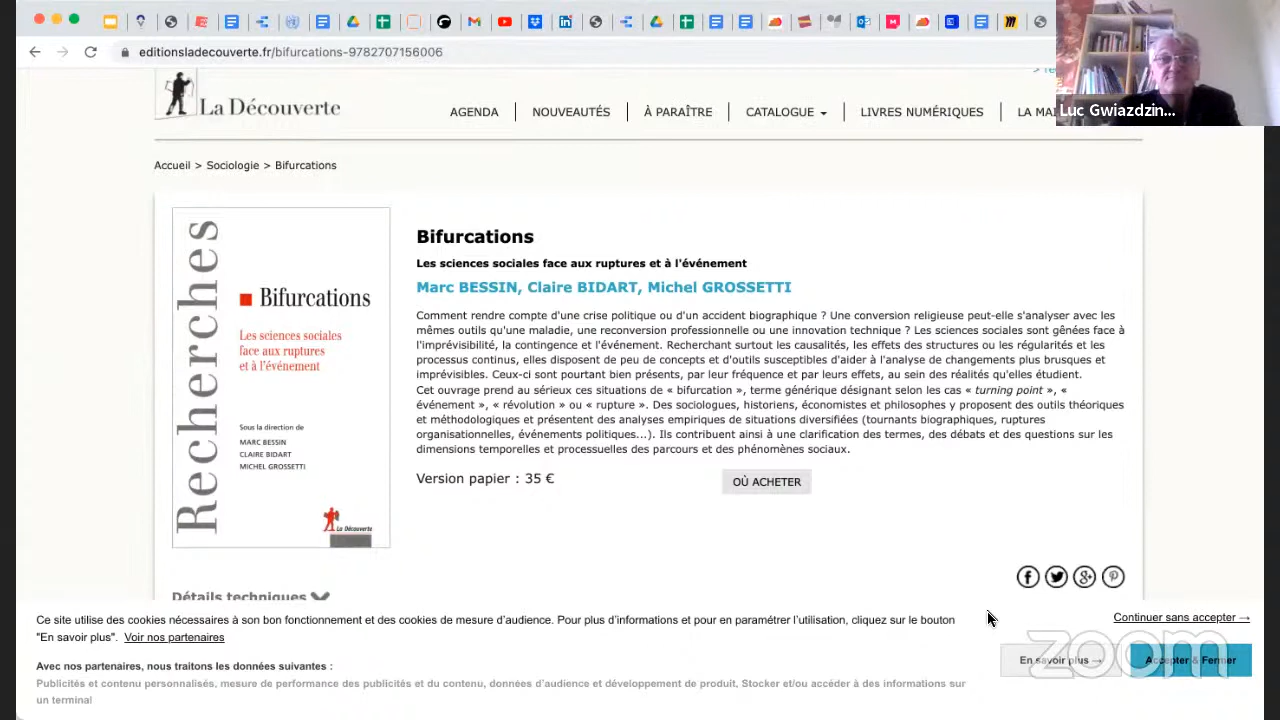 editionsladecouverte.fr/bifurcations-9782707156006
Luc Gwiazdzin...
La Découverte
AGENDA
NOUVEAUTÉS
À PARAÎTRE
CATALOGUE
LIVRES NUMÉRIQUES
LA MA
Accueil > Sociologie > Bifurcations
Recherches
Bifurcations
Les sciences sociales
face aux ruptures
et à l'événement
Sous la direction de
MARC BESSIN
CLAIRE BIDART
MICHEL GROSSETTI
La Découverte
Bifurcations
Les sciences sociales face aux ruptures et à l'événement
Marc BESSIN, Claire BIDART, Michel GROSSETTI
Comment rendre compte d'une crise politique ou d'un accident biographique ? Une conversion religieuse peut-elle s'analyser avec les
mêmes outils qu'une maladie, une reconversion professionnelle ou une innovation technique ? Les sciences sociales sont gênées face à
l'imprévisibilité, la contingence et l'événement. Recherchant surtout les causalités, les effets des structures ou les régularités et les
processus continus, elles disposent de peu de concepts et d'outils susceptibles d'aider à l'analyse de changements plus brusques et
imprévisibles. Ceux-ci sont pourtant bien présents, par leur fréquence et par leurs effets, au sein des réalités qu'elles étudient.
Cet ouvrage prend au sérieux ces situations de « bifurcation », terme générique désignant selon les cas « turning point », «
événement », « révolution » ou « rupture ». Des sociologues, historiens, économistes et philosophes y proposent des outils théoriques
et méthodologiques et présentent des analyses empiriques de situations diversifiées (tournants biographiques, ruptures
organisationnelles, événements politiques...). Ils contribuent ainsi à une clarification des termes, des débats et des questions sur les
dimensions temporelles et processuelles des parcours et des phénomènes sociaux.
Version papier : 35 €
OÙ ACHETER
Détails techniques
Ce site utilise des cookies nécessaires à son bon fonctionnement et des cookies de mesure d'audience. Pour plus d'informations et pour en paramétrer l'utilisation, cliquez sur le bouton
"En savoir plus". Voir nos partenaires
Continuer sans accepter →
En savoir plus →
Accepter & Fermer
zoom
Avec nos partenaires, nous traitons les données suivantes :
Publicités et contenu personnalisés, mesure de performance des publicités et du contenu, données d'audience et développement de produit, Stocker et/ou accéder à des informations sur
un terminal